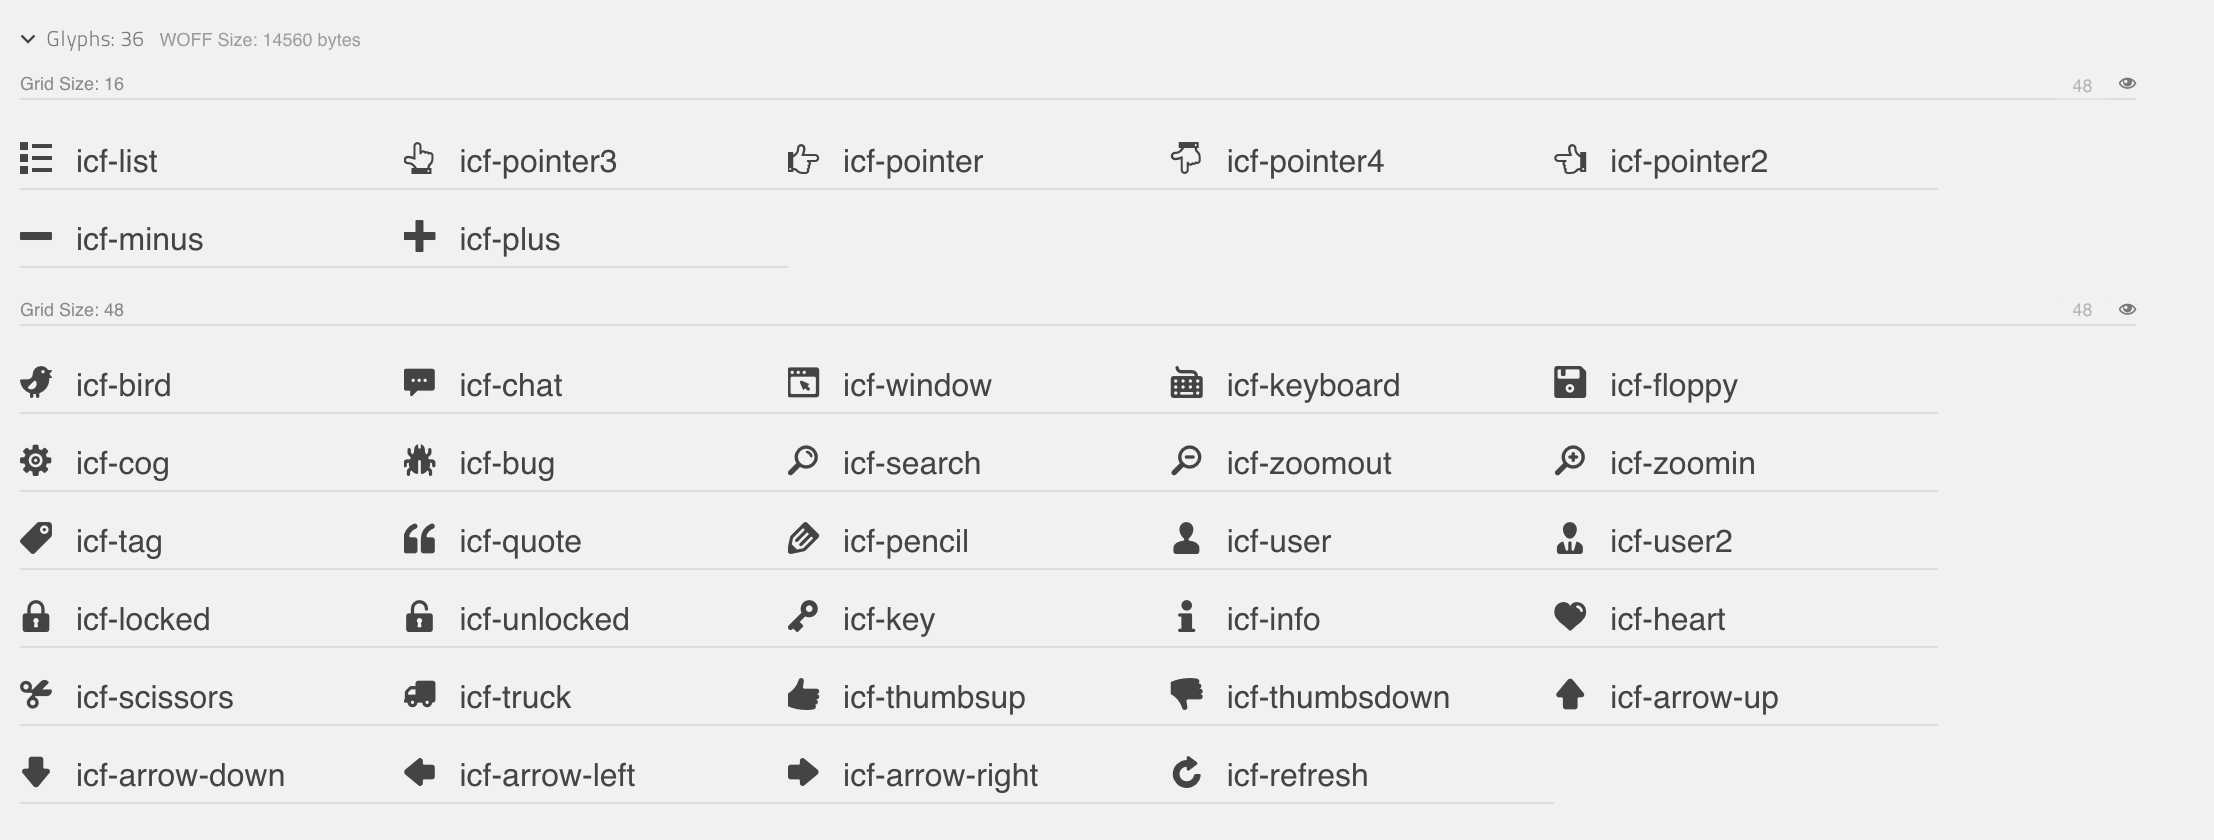 Glyphs: 36 WOFF Size: 14560 bytes
Grid Size: 16 48
icf-list icf-pointer3 icf-pointer icf-pointer4 icf-pointer2
icf-minus icf-plus
Grid Size: 48 48
icf-bird icf-chat icf-window icf-keyboard icf-floppy
icf-cog icf-bug icf-search icf-zoomout icf-zoomin
icf-tag icf-quote icf-pencil icf-user icf-user2
icf-locked icf-unlocked icf-key icf-info icf-heart
icf-scissors icf-truck icf-thumbsup icf-thumbsdown icf-arrow-up
icf-arrow-down icf-arrow-left icf-arrow-right icf-refresh